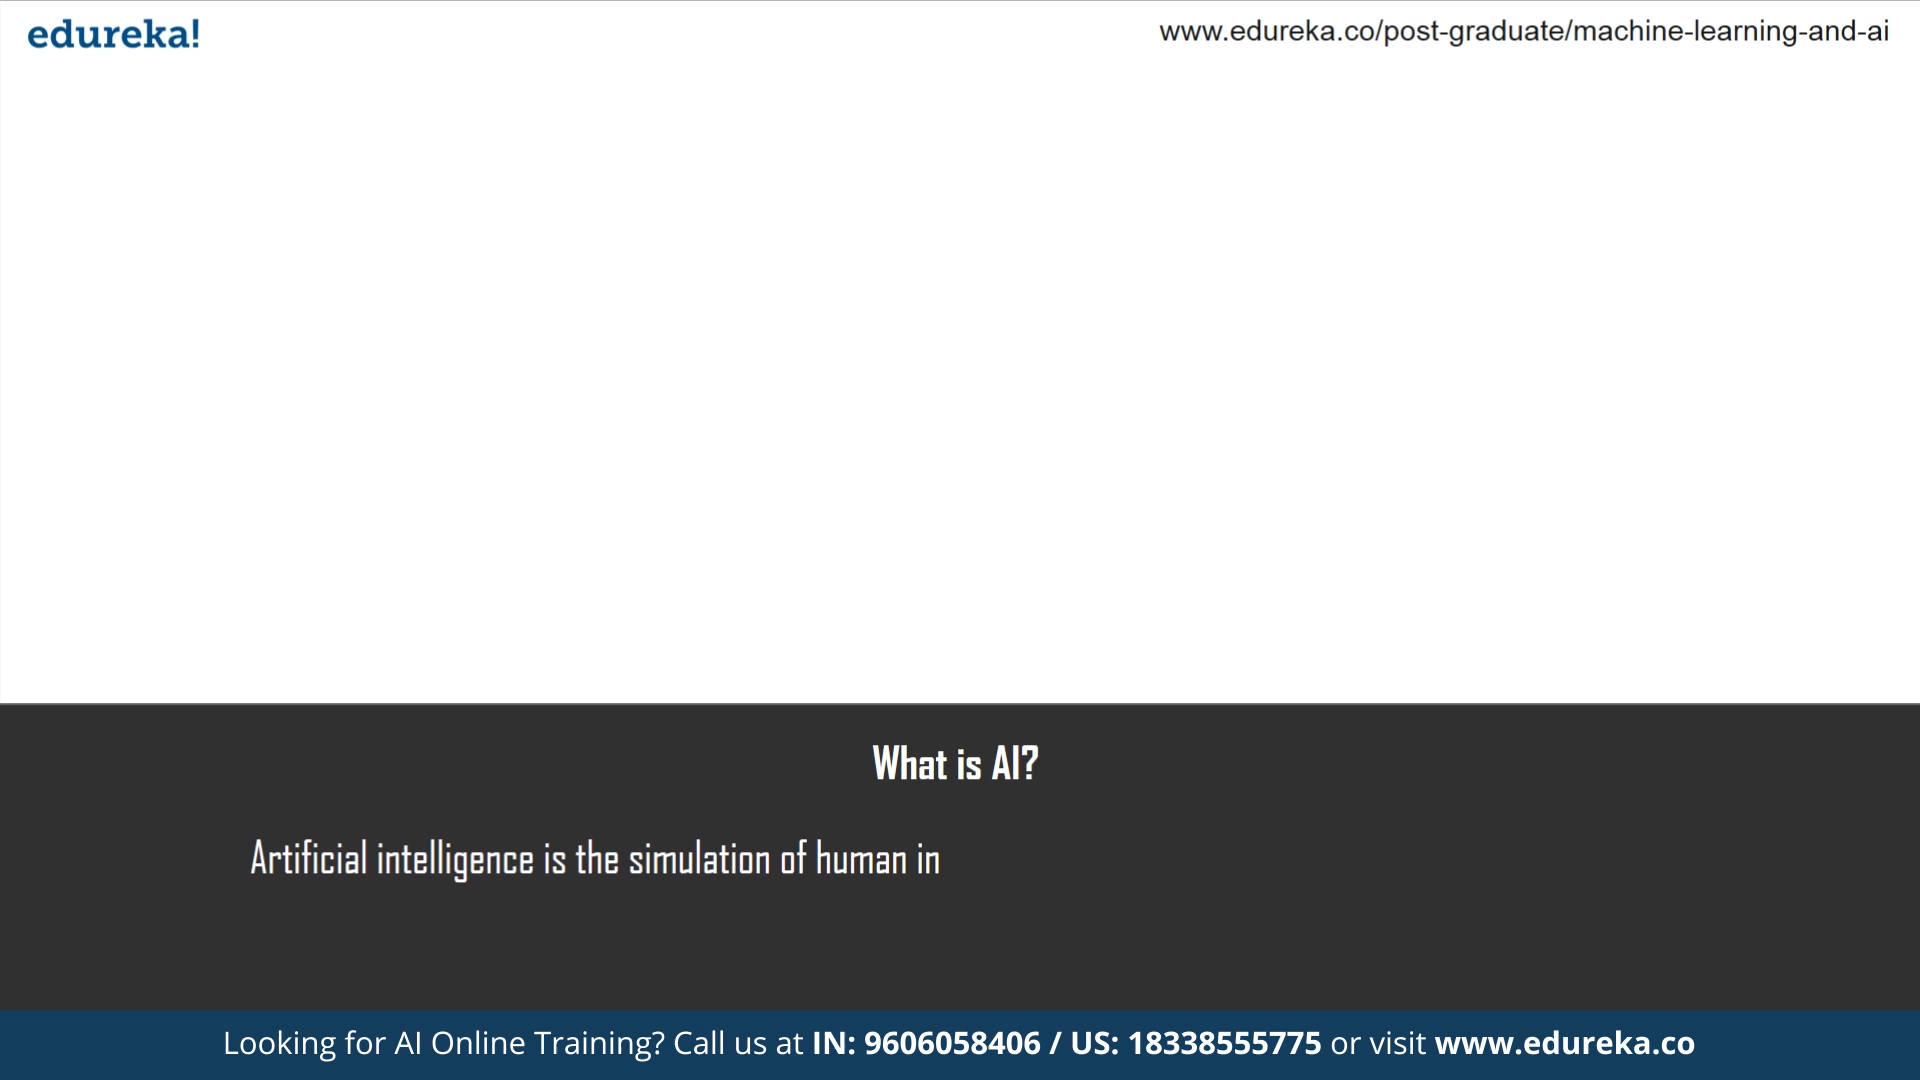 edureka!
www.edureka.co/post-graduate/machine-learning-and-ai
What is AI?
Artificial intelligence is the simulation of human in
Looking for AI Online Training? Call us at IN: 9606058406 / US: 18338555775 or visit www.edureka.co